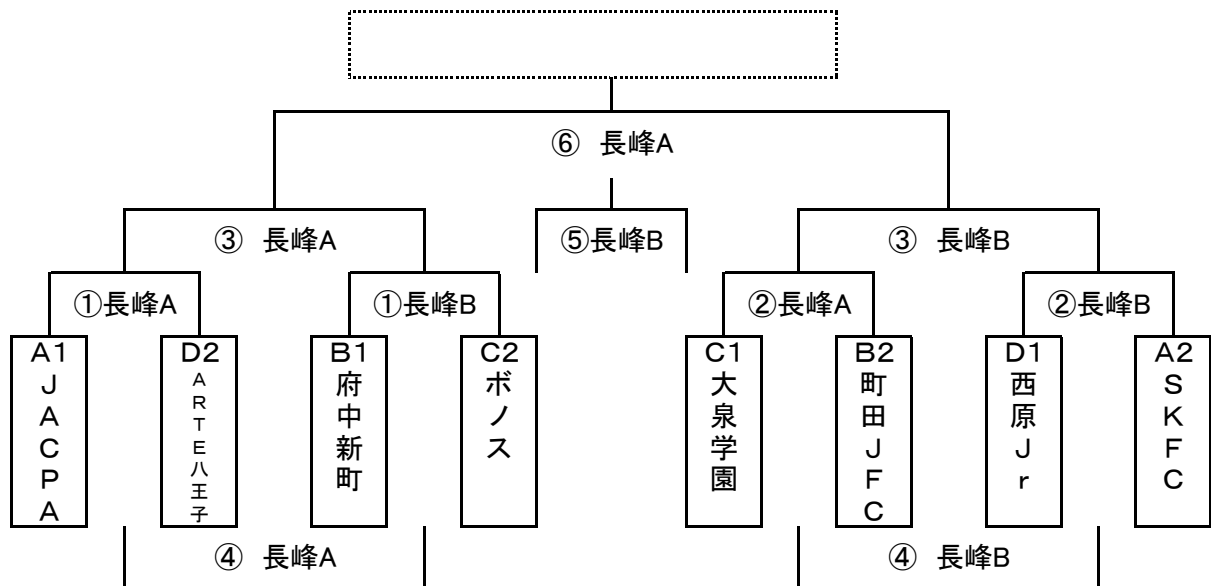 ⑥ 長峰A
③ 長峰A
⑤長峰B
③ 長峰B
①長峰A
①長峰B
②長峰A
②長峰B
A1
JACPA
D2
ARTE八王子
B1
府中新町
C2
ボノス
C1
大泉学園
B2
町田JFC
D1
西原Jr
A2
SKFC
④ 長峰A
④ 長峰B